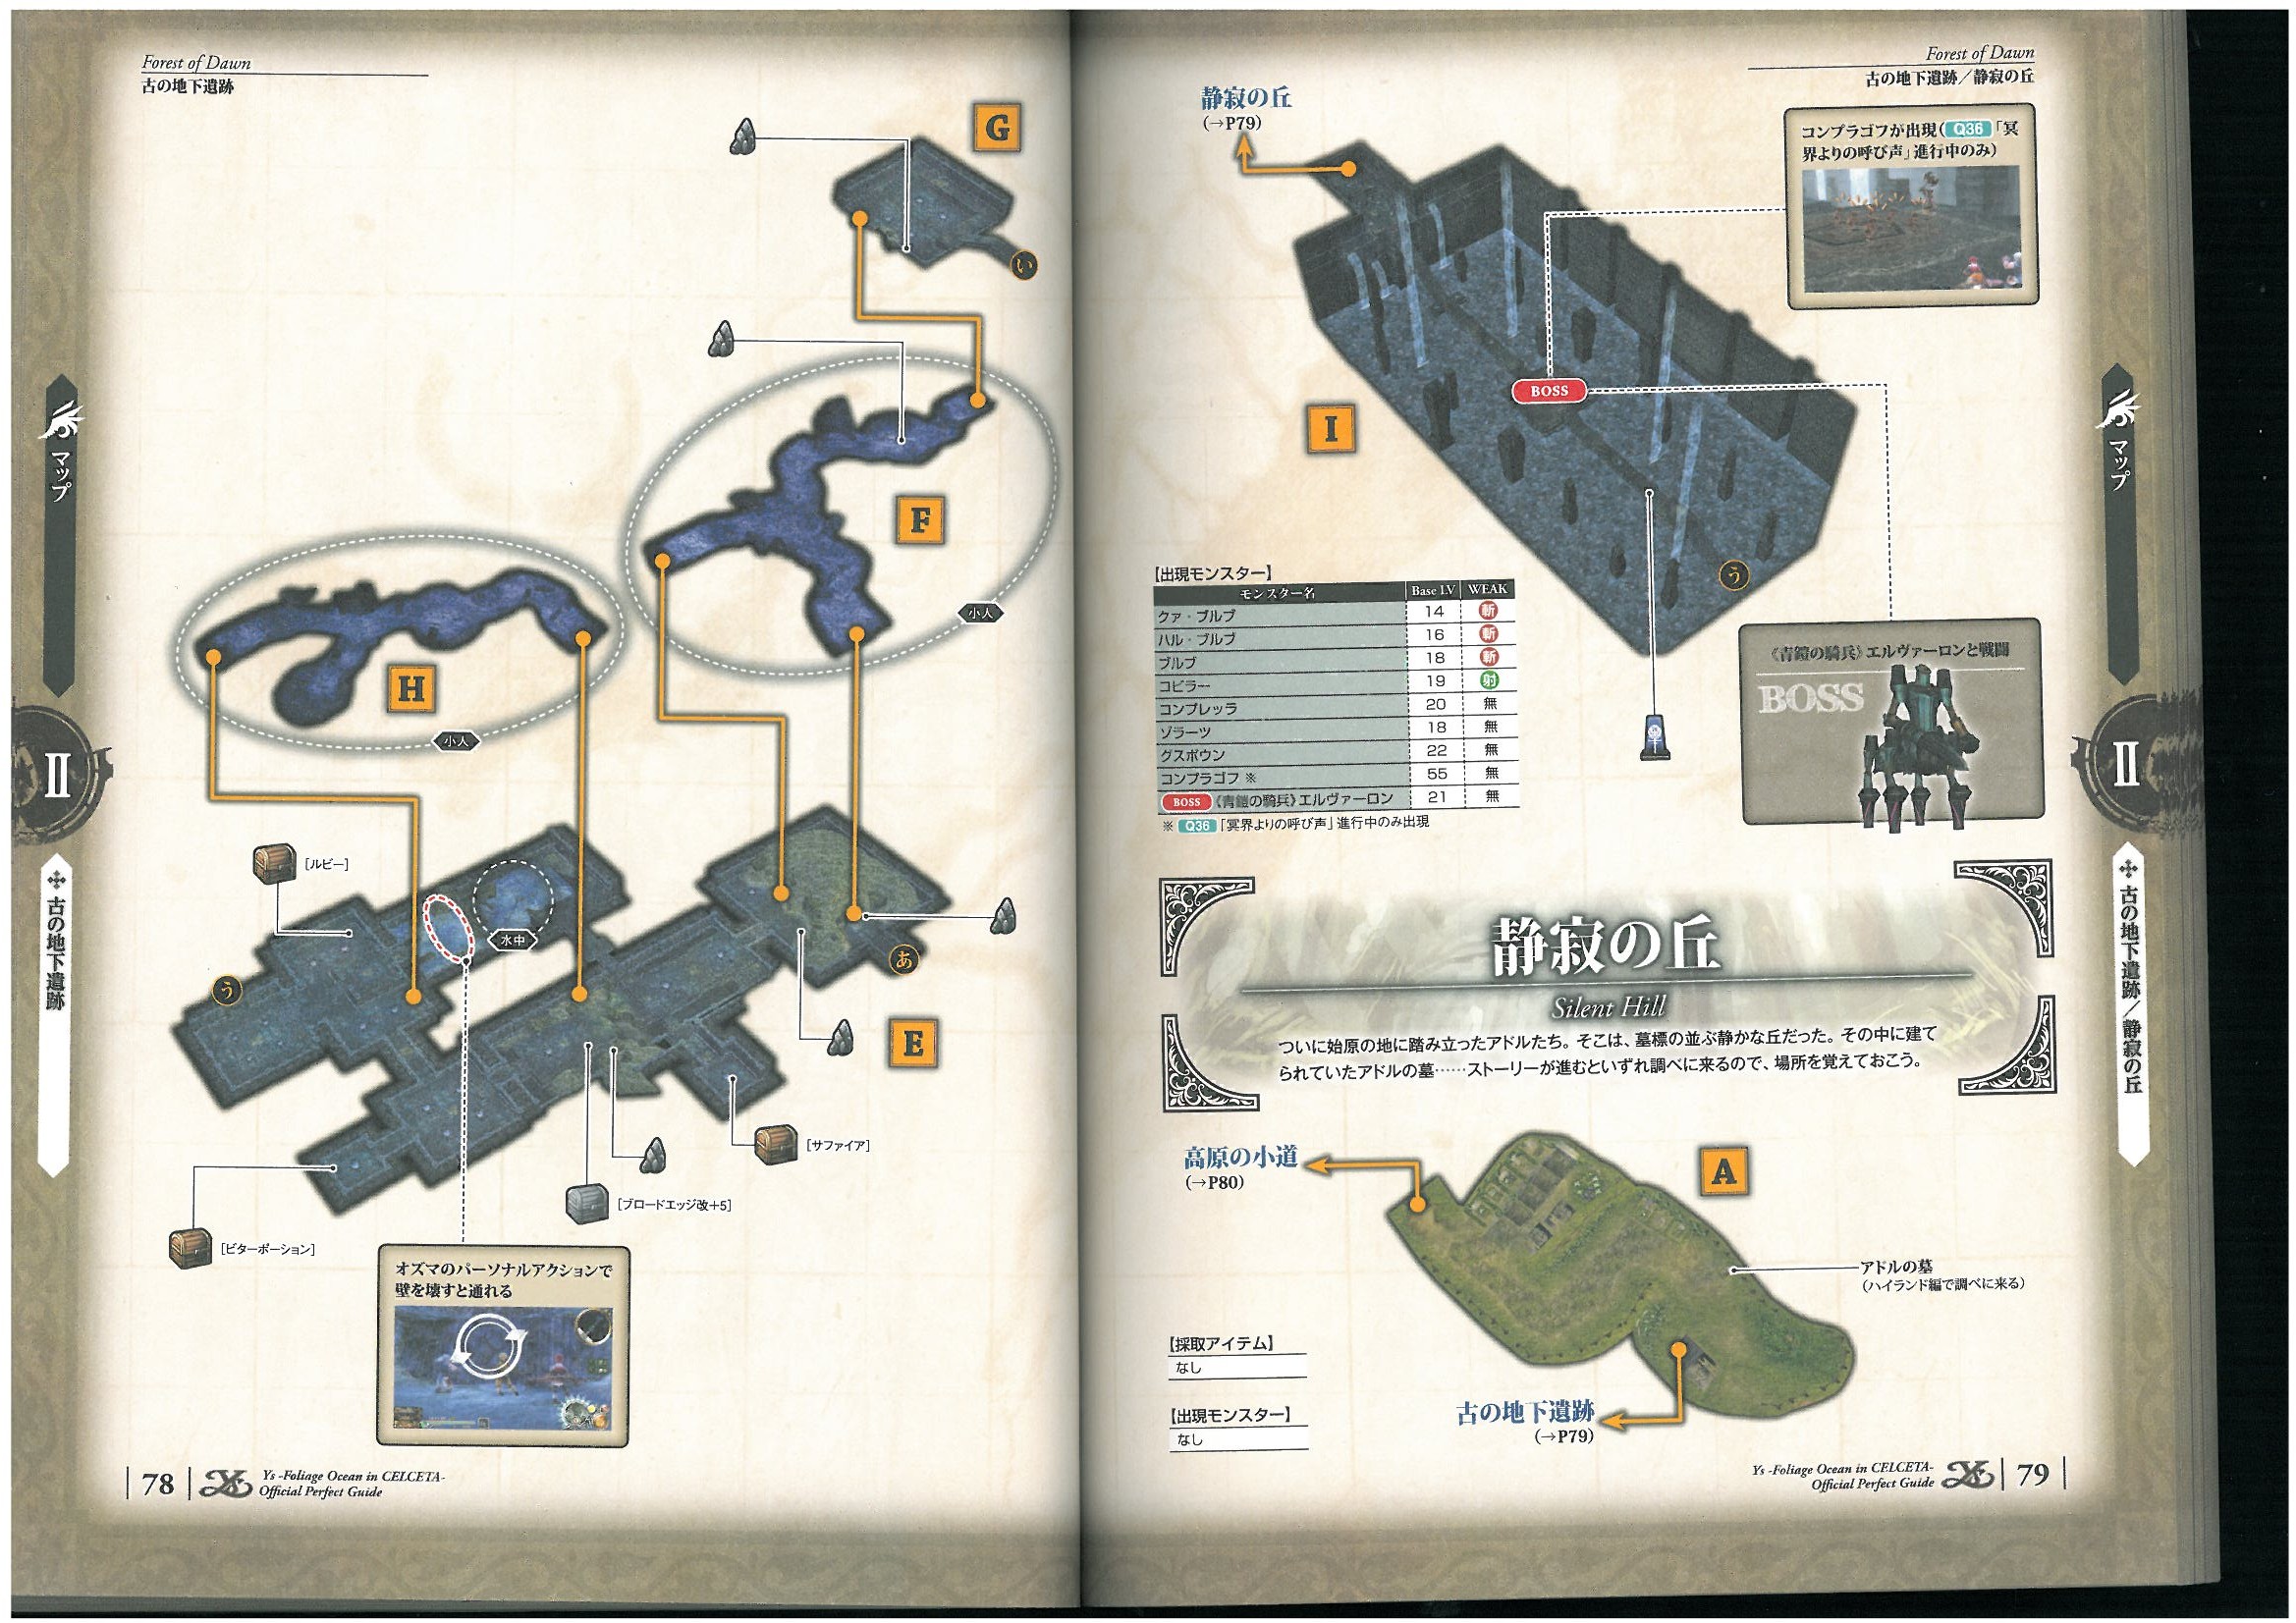 Forest of Dawn
古の地下遺跡
G
い
F
小人
H
小人
[ルビー]
水中
う
あ
E
[サファイア]
[ブロードエッジ改+5]
[ビターポーション]
オズマのパーソナルアクションで
壁を壊すと通れる
マップ
II
古の地下遺跡
78
Ys
Ys -Foliage Ocean in CELCETA-
Official Perfect Guide
Forest of Dawn
古の地下遺跡／静寂の丘
静寂の丘
(→P79)
コンプラゴフが出現(Q36「冥
界よりの呼び声」進行中のみ)
BOSS
I
う
【出現モンスター】
モンスター名 Base LV WEAK
クァ・ブルブ 14 斬
ハル・ブルブ 16 斬
ブルブ 18 斬
コビラー 19 射
コンプレッラ 20 無
ゾラーツ 18 無
グスボウン 22 無
コンプラゴフ ※ 55 無
BOSS 《青鎧の騎兵》エルヴァーロン 21 無
※ Q36「冥界よりの呼び声」進行中のみ出現
《青鎧の騎兵》エルヴァーロンと戦闘
BOSS
静寂の丘
Silent Hill
ついに始原の地に踏み立ったアドルたち。そこは、墓標の並ぶ静かな丘だった。その中に建て
られていたアドルの墓……ストーリーが進むといずれ調べに来るので、場所を覚えておこう。
高原の小道
(→P80)
A
アドルの墓
(ハイランド編で調べに来る)
【採取アイテム】
なし
【出現モンスター】
なし
古の地下遺跡
(→P79)
マップ
II
古の地下遺跡／静寂の丘
Ys -Foliage Ocean in CELCETA-
Official Perfect Guide
Ys
79